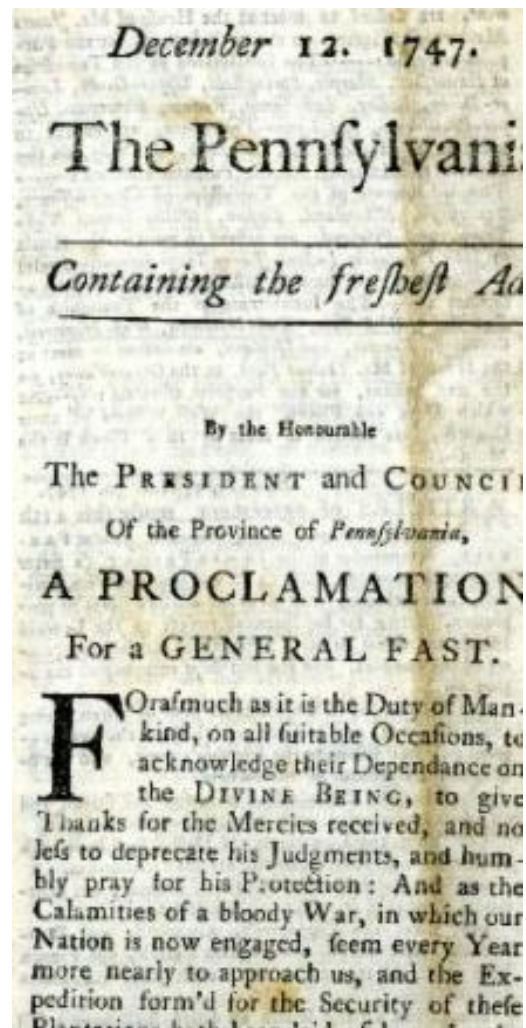 December 12. 1747.
The Pennſylvani
Containing the freſheſt Ad
By the Honourable
The PRESIDENT and COUNCIL
Of the Province of Pennſylvania,
A PROCLAMATION
For a GENERAL FAST.
FOraſmuch as it is the Duty of Man-
kind, on all ſuitable Occaſions, to
acknowledge their Dependance on
the DIVINE BEING, to give
Thanks for the Mercies received, and no
leſs to deprecate his Judgments, and hum-
bly pray for his Protection: And as the
Calamities of a bloody War, in which our
Nation is now engaged, ſeem every Year
more nearly to approach us, and the Ex-
pedition form'd for the Security of theſe